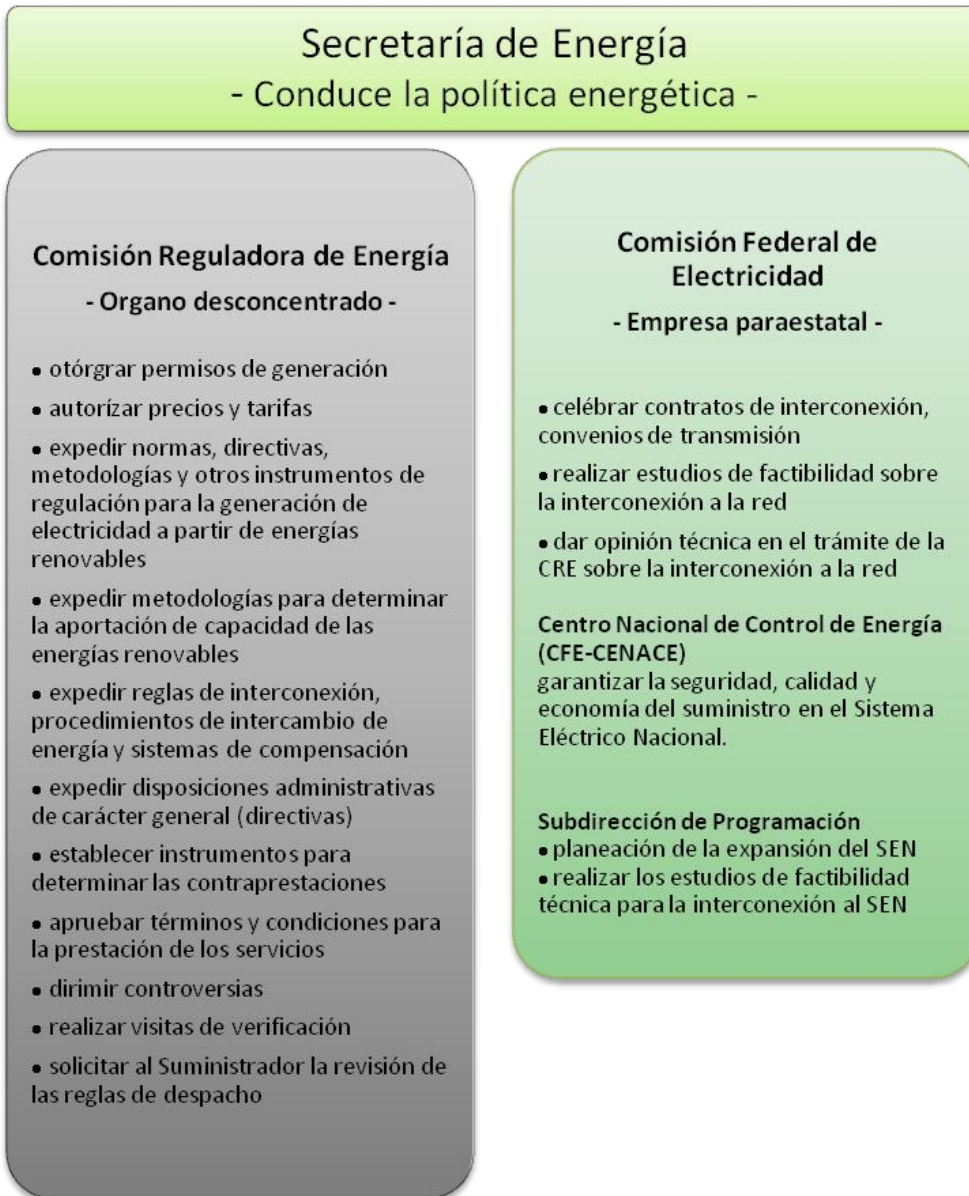 Secretaría de Energía
- Conduce la política energética -
Comisión Reguladora de Energía
- Organo desconcentrado -
• otórgrar permisos de generación
• autorízar precios y tarifas
• expedir normas, directivas,
metodologías y otros instrumentos de
regulación para la generación de
electricidad a partir de energías
renovables
• expedir metodologías para determinar
la aportación de capacidad de las
energías renovables
• expedir reglas de interconexión,
procedimientos de intercambio de
energía y sistemas de compensación
• expedir disposiciones administrativas
de carácter general (directivas)
• establecer instrumentos para
determinar las contraprestaciones
• apruebar términos y condiciones para
la prestación de los servicios
• dirimir controversias
• realizar visitas de verificación
• solicitar al Suministrador la revisión de
las reglas de despacho
Comisión Federal de
Electricidad
- Empresa paraestatal -
• celébrar contratos de interconexión,
convenios de transmisión
• realizar estudios de factibilidad sobre
la interconexión a la red
• dar opinión técnica en el trámite de la
CRE sobre la interconexión a la red
Centro Nacional de Control de Energía
(CFE-CENACE)
garantizar la seguridad, calidad y
economía del suministro en el Sistema
Eléctrico Nacional.
Subdirección de Programación
• planeación de la expansión del SEN
• realizar los estudios de factibilidad
técnica para la interconexión al SEN